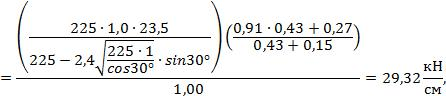 = ((225 · 1,0 · 23,5)/(225 − 2,4√((225 · 1)/(cos30°)) · sin30°)) ((0,91 · 0,43 + 0,27)/(0,43 + 0,15))/1,00 = 29,32 кН/см,